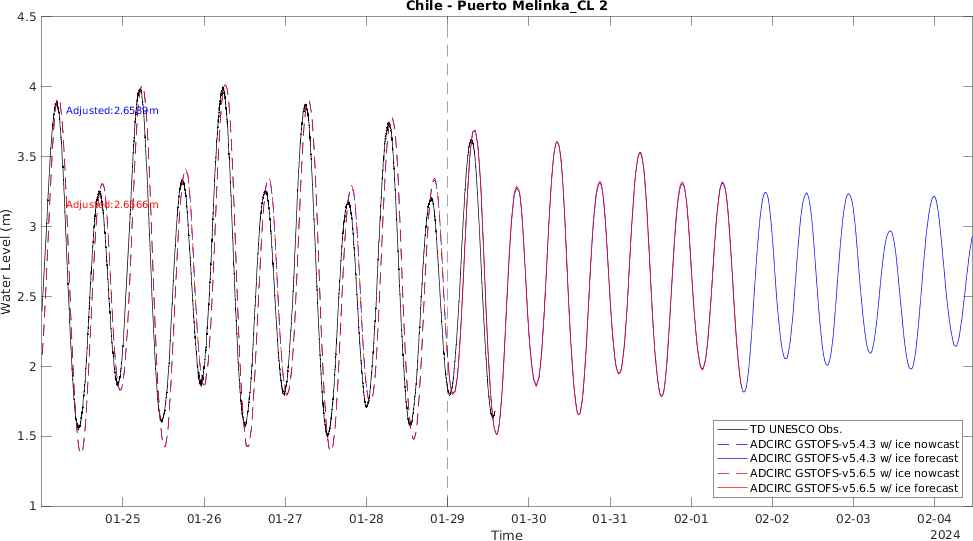 Chile - Puerto Melinka_CL 2
Water Level (m)
4.5
4
3.5
3
2.5
2
1.5
1
Adjusted:2.6589m
Adjusted:2.6566m
TD UNESCO Obs.
ADCIRC GSTOFS-v5.4.3 w/ ice nowcast
ADCIRC GSTOFS-v5.4.3 w/ ice forecast
ADCIRC GSTOFS-v5.6.5 w/ ice nowcast
ADCIRC GSTOFS-v5.6.5 w/ ice forecast
01-25 01-26 01-27 01-28 01-29 01-30 01-31 02-01 02-02 02-03 02-04
Time
2024